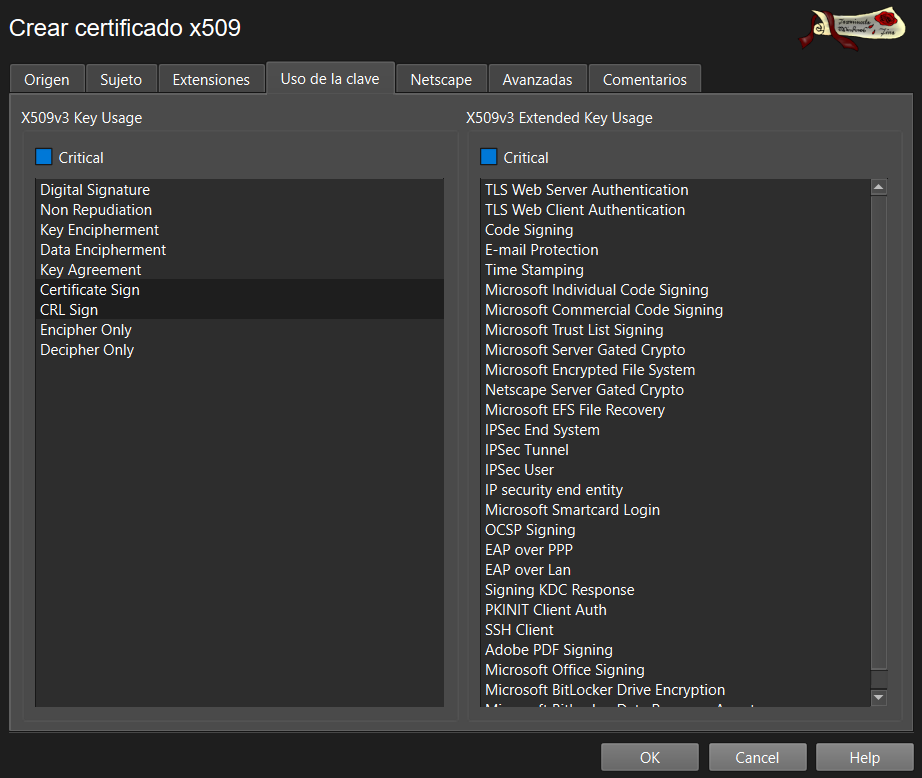 Crear certificado x509
Origen
Sujeto
Extensiones
Uso de la clave
Netscape
Avanzadas
Comentarios
X509v3 Key Usage
Critical
Digital Signature
Non Repudiation
Key Encipherment
Data Encipherment
Key Agreement
Certificate Sign
CRL Sign
Encipher Only
Decipher Only
X509v3 Extended Key Usage
Critical
TLS Web Server Authentication
TLS Web Client Authentication
Code Signing
E-mail Protection
Time Stamping
Microsoft Individual Code Signing
Microsoft Commercial Code Signing
Microsoft Trust List Signing
Microsoft Server Gated Crypto
Microsoft Encrypted File System
Netscape Server Gated Crypto
Microsoft EFS File Recovery
IPSec End System
IPSec Tunnel
IPSec User
IP security end entity
Microsoft Smartcard Login
OCSP Signing
EAP over PPP
EAP over Lan
Signing KDC Response
PKINIT Client Auth
SSH Client
Adobe PDF Signing
Microsoft Office Signing
Microsoft BitLocker Drive Encryption
OK
Cancel
Help